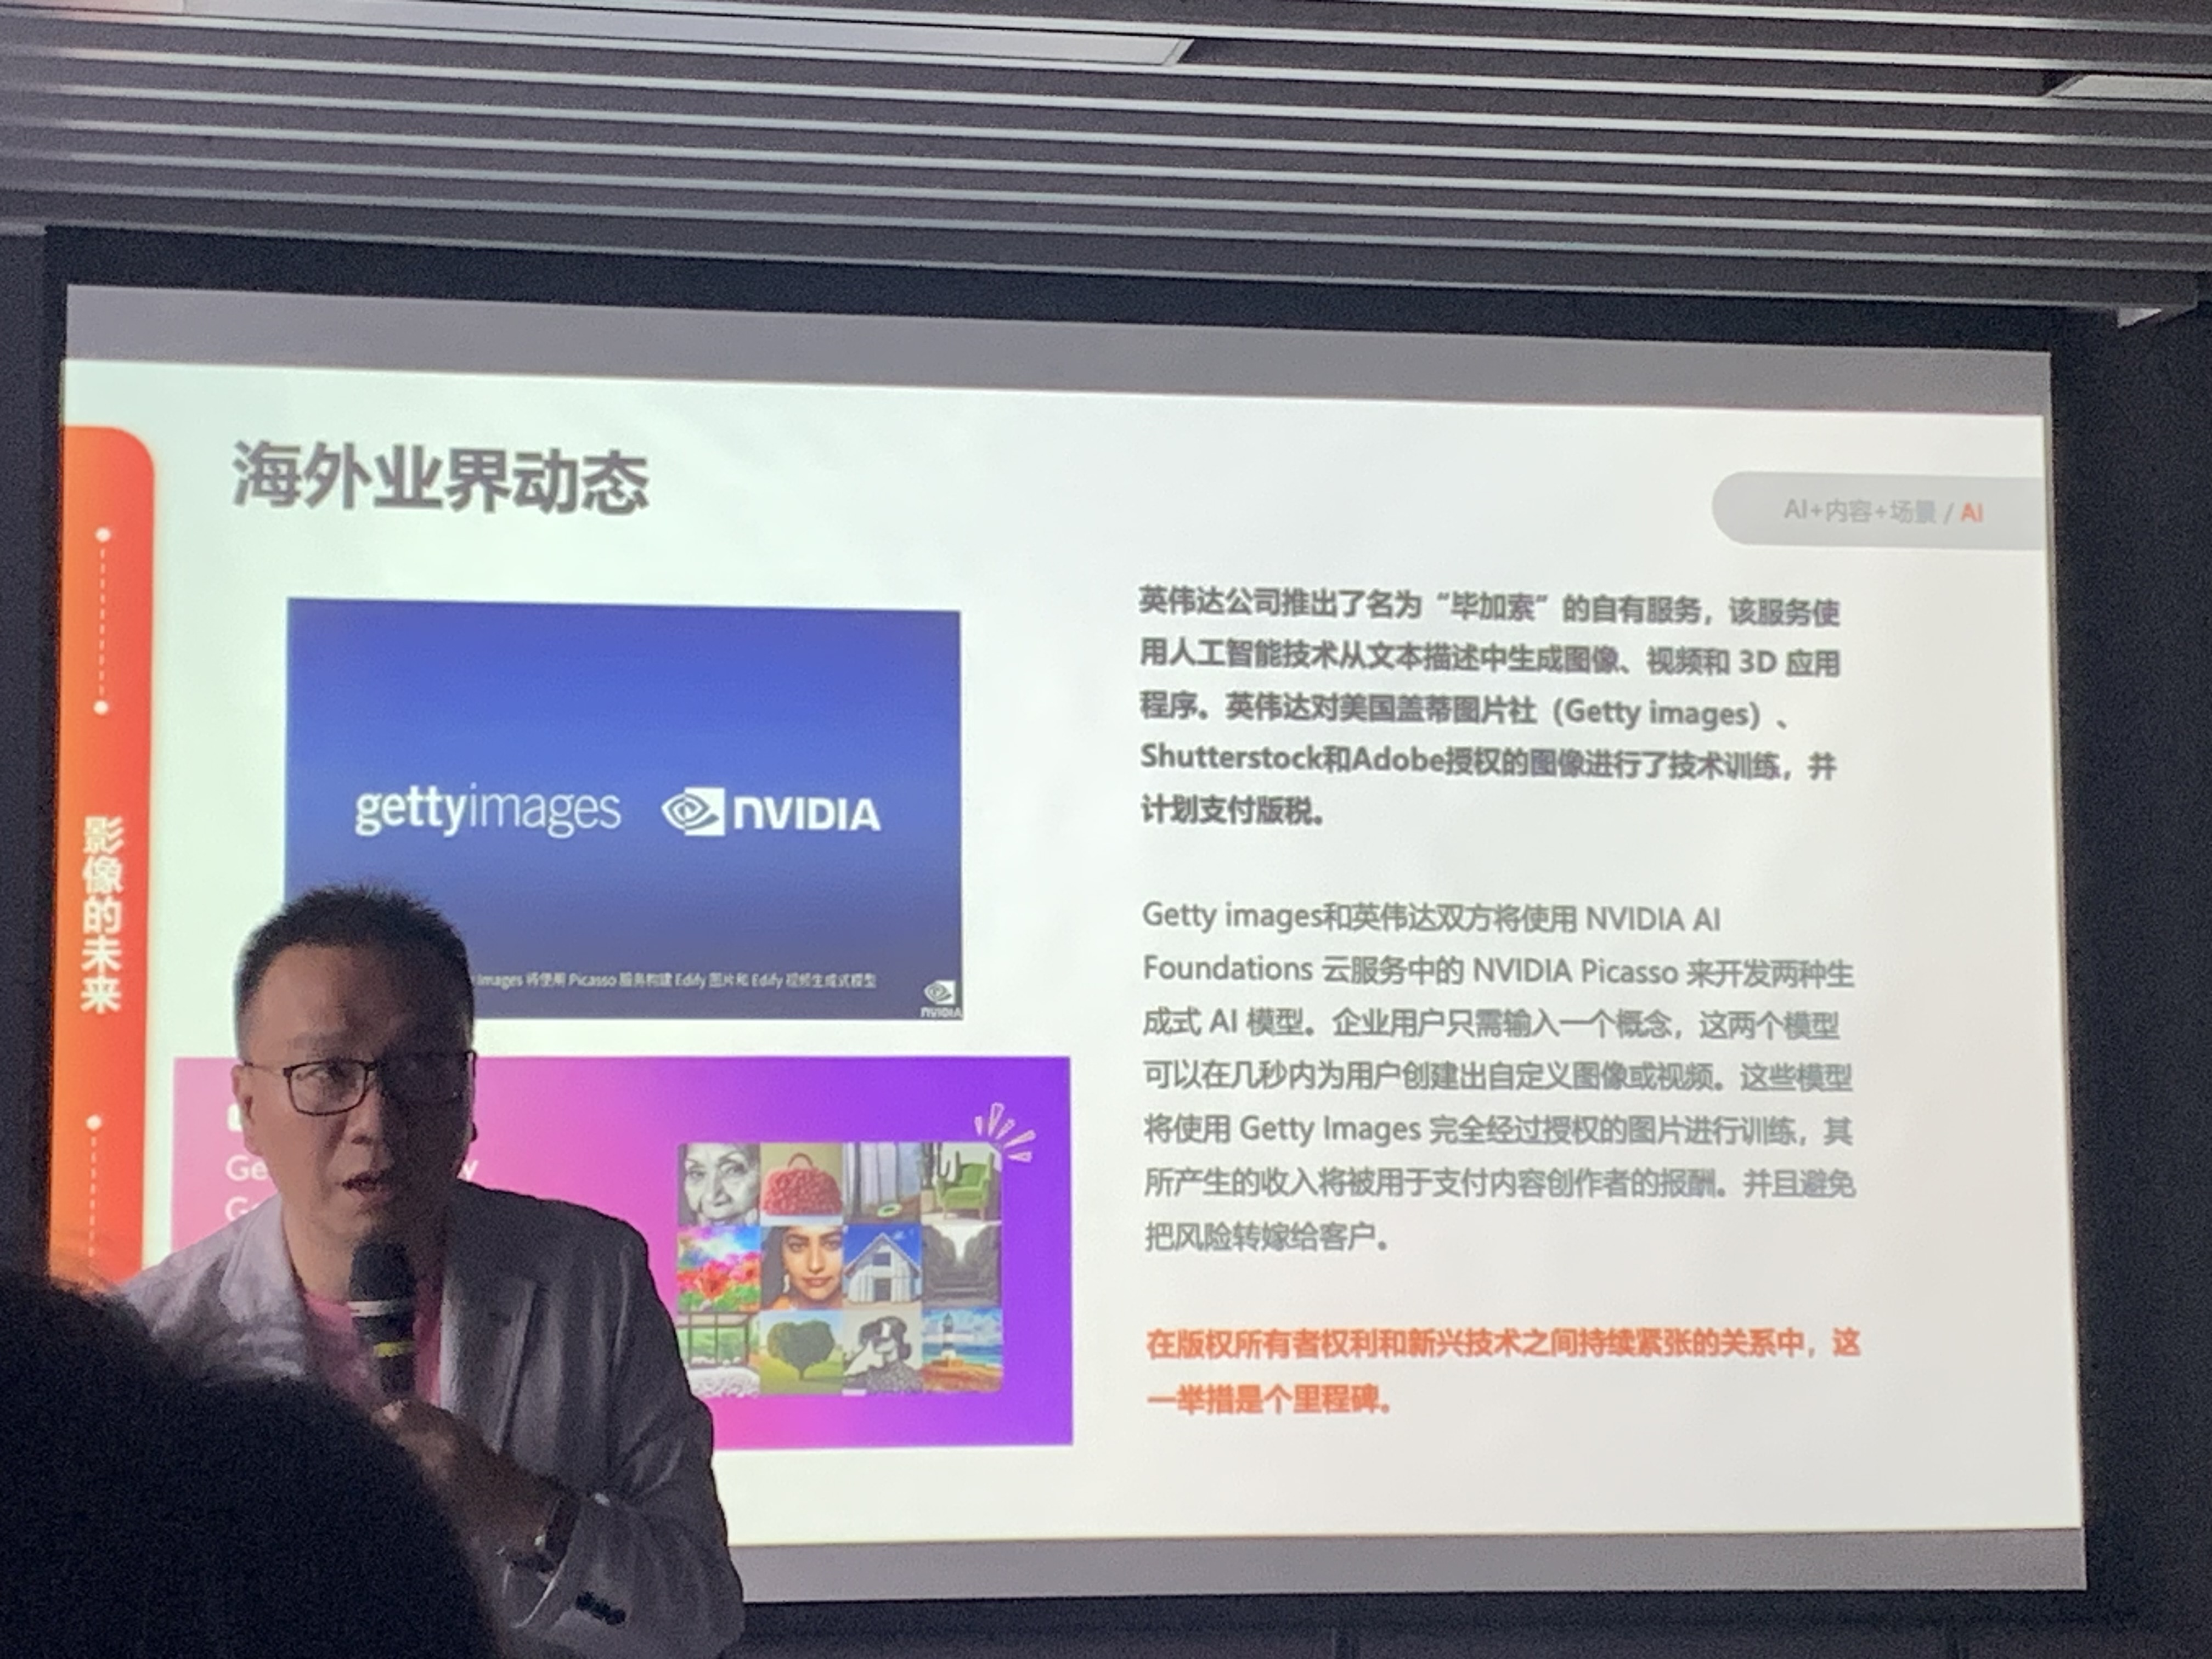 海外业界动态
AI+内容+场景 / AI
影像的未来
gettyimages NVIDIA
Images 将使用 Picasso 服务构建 Edify 图片和 Edify 视频生成式模型
NVIDIA
英伟达公司推出了名为“毕加索”的自有服务，该服务使
用人工智能技术从文本描述中生成图像、视频和 3D 应用
程序。英伟达对美国盖蒂图片社（Getty images）、
Shutterstock和Adobe授权的图像进行了技术训练，并
计划支付版税。
Getty images和英伟达双方将使用 NVIDIA AI
Foundations 云服务中的 NVIDIA Picasso 来开发两种生
成式 AI 模型。企业用户只需输入一个概念，这两个模型
可以在几秒内为用户创建出自定义图像或视频。这些模型
将使用 Getty Images 完全经过授权的图片进行训练，其
所产生的收入将被用于支付内容创作者的报酬。并且避免
把风险转嫁给客户。
在版权所有者权利和新兴技术之间持续紧张的关系中，这
一举措是个里程碑。